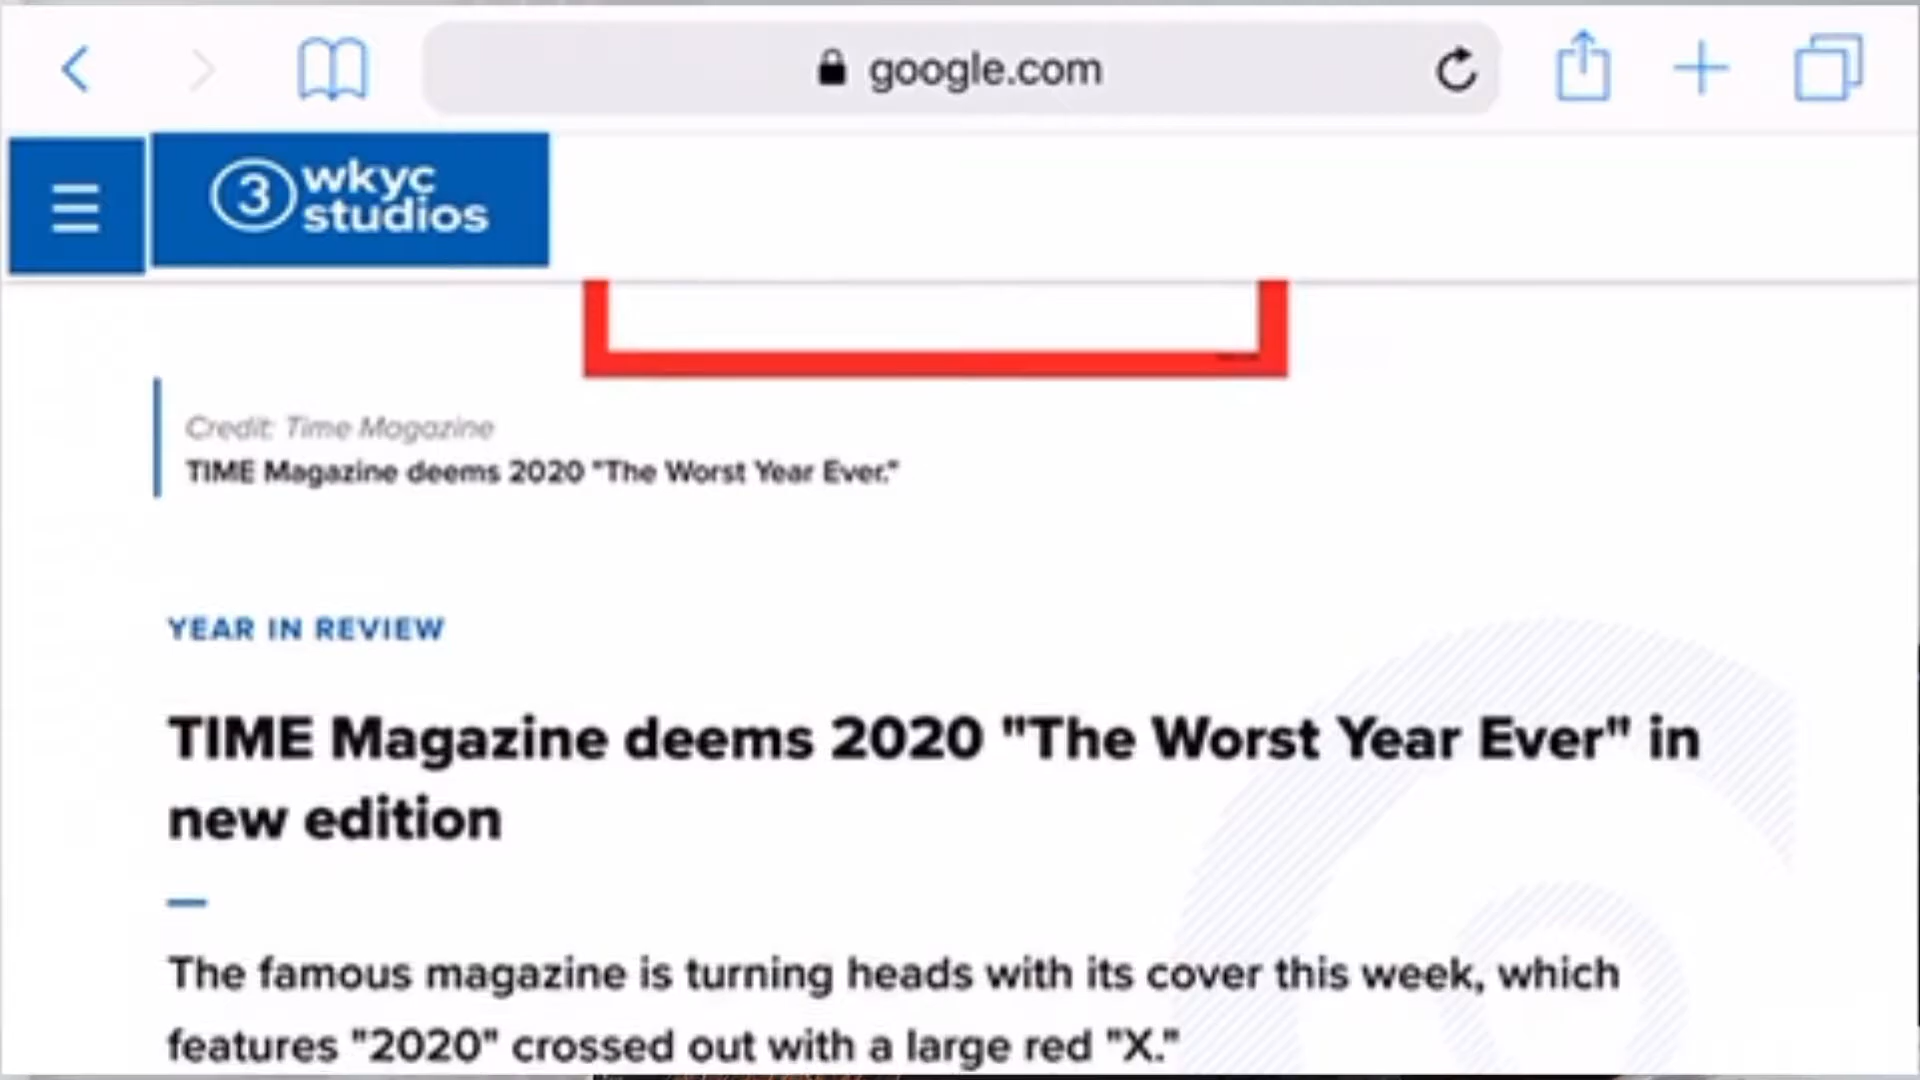 google.com
3 wkyc
studios
Credit: Time Magazine
TIME Magazine deems 2020 "The Worst Year Ever."
YEAR IN REVIEW
TIME Magazine deems 2020 "The Worst Year Ever" in
new edition
The famous magazine is turning heads with its cover this week, which
features "2020" crossed out with a large red "X."